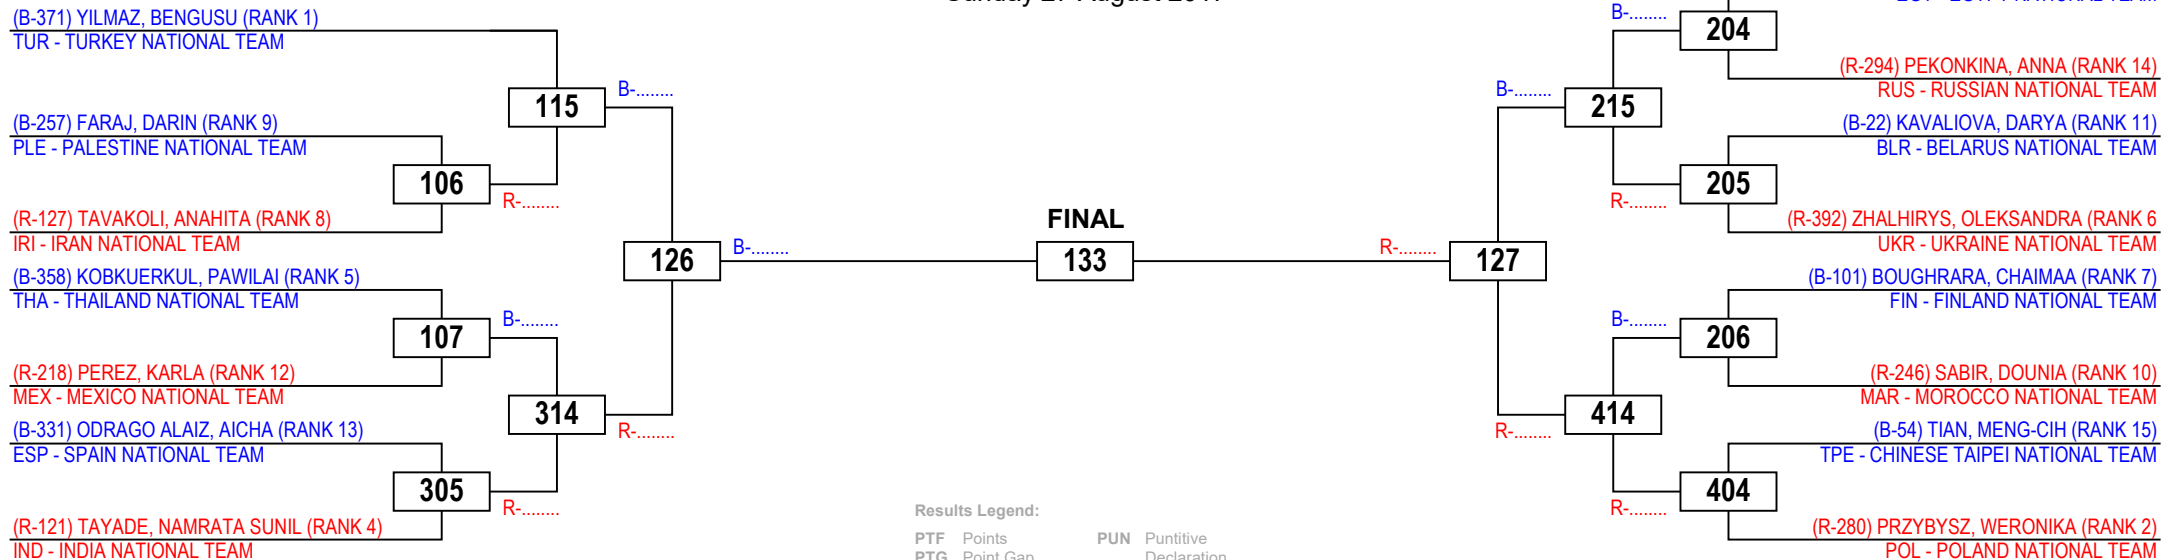 (B-371) YILMAZ, BENGUSU (RANK 1)
TUR - TURKEY NATIONAL TEAM
(B-257) FARAJ, DARIN (RANK 9)
PLE - PALESTINE NATIONAL TEAM
(R-127) TAVAKOLI, ANAHITA (RANK 8)
IRI - IRAN NATIONAL TEAM
(B-358) KOBKUERKUL, PAWILAI (RANK 5)
THA - THAILAND NATIONAL TEAM
(R-218) PEREZ, KARLA (RANK 12)
MEX - MEXICO NATIONAL TEAM
(B-331) ODRAGO ALAIZ, AICHA (RANK 13)
ESP - SPAIN NATIONAL TEAM
(R-121) TAYADE, NAMRATA SUNIL (RANK 4)
IND - INDIA NATIONAL TEAM
106
107
305
R-........
B-........
R-........
115
314
B-........
R-........
126
B-........
FINAL
133
R-........
127
B-........
R-........
215
414
B-........
R-........
B-........
R-........
204
205
206
404
(R-294) PEKONKINA, ANNA (RANK 14)
RUS - RUSSIAN NATIONAL TEAM
(B-22) KAVALIOVA, DARYA (RANK 11)
BLR - BELARUS NATIONAL TEAM
(R-392) ZHALHIRYS, OLEKSANDRA (RANK 6
UKR - UKRAINE NATIONAL TEAM
(B-101) BOUGHRARA, CHAIMAA (RANK 7)
FIN - FINLAND NATIONAL TEAM
(R-246) SABIR, DOUNIA (RANK 10)
MAR - MOROCCO NATIONAL TEAM
(B-54) TIAN, MENG-CIH (RANK 15)
TPE - CHINESE TAIPEI NATIONAL TEAM
(R-280) PRZYBYSZ, WERONIKA (RANK 2)
POL - POLAND NATIONAL TEAM
Results Legend:
PTF Points
PUN Puntitive
PTG Point Gap
Declaration